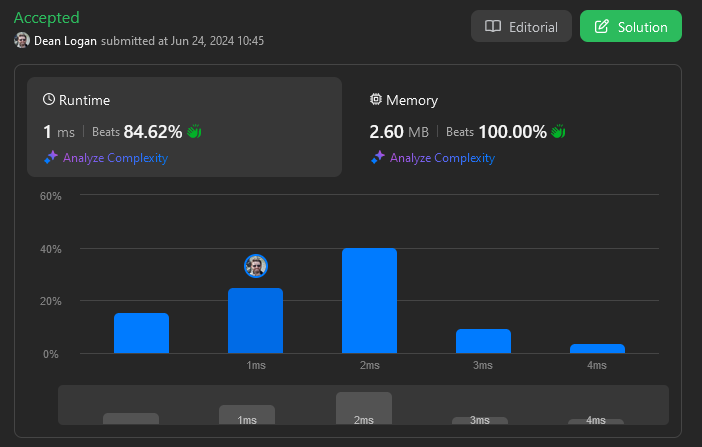 Accepted
Dean Logan submitted at Jun 24, 2024 10:45
Editorial
Solution
Runtime
1 ms | Beats 84.62%
Analyze Complexity
Memory
2.60 MB | Beats 100.00%
Analyze Complexity
60%
40%
20%
0%
1ms 2ms 3ms 4ms
1ms 2ms 3ms 4ms